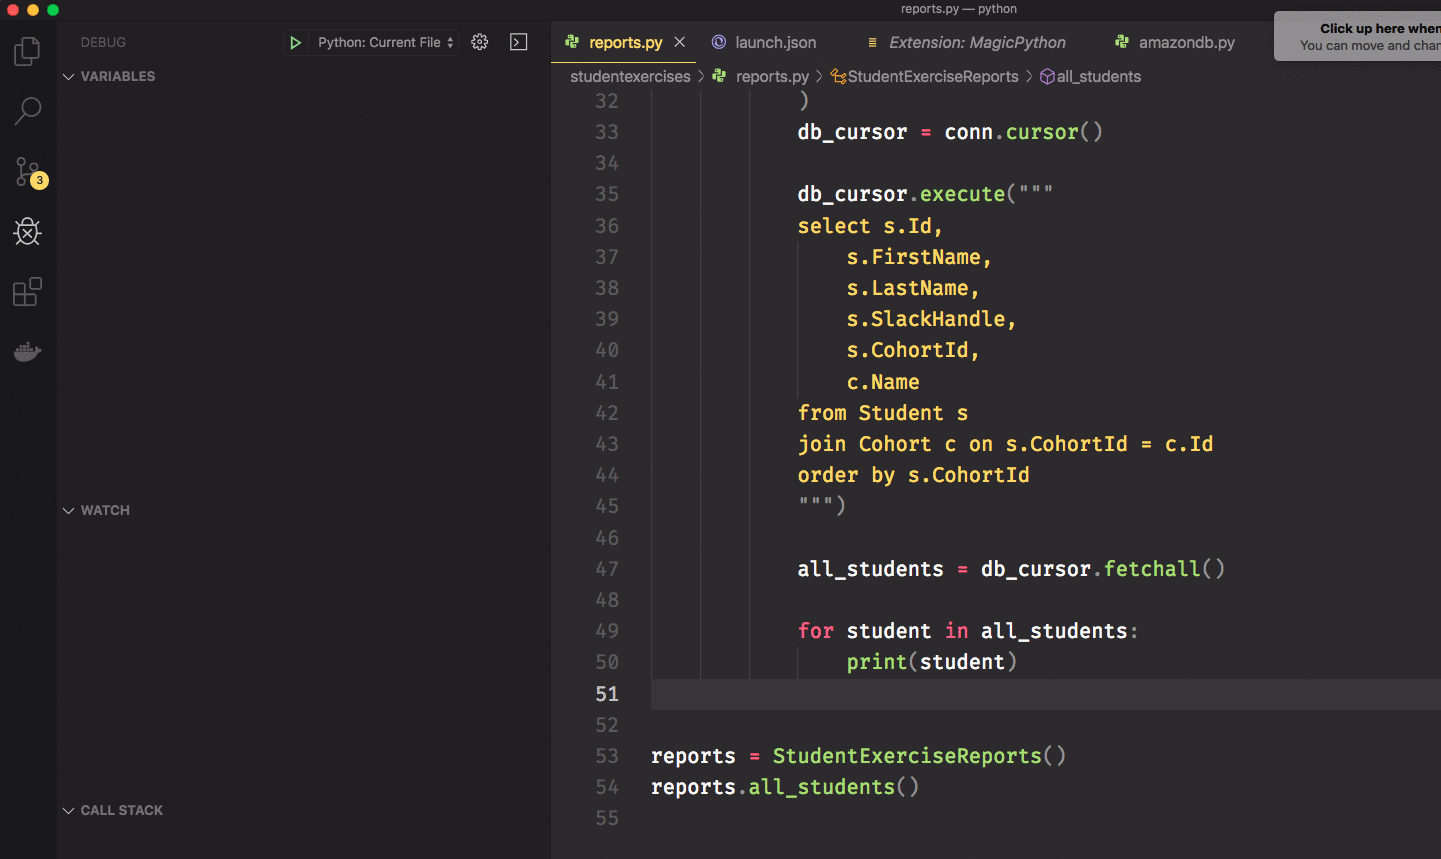 reports.py — python
Click up here when
You can move and chan
DEBUG
Python: Current File
reports.py
launch.json
Extension: MagicPython
amazondb.py
VARIABLES
studentexercises > reports.py > StudentExerciseReports > all_students
3
32 )
33 db_cursor = conn.cursor()
34
35 db_cursor.execute("""
36 select s.Id,
37 s.FirstName,
38 s.LastName,
39 s.SlackHandle,
40 s.CohortId,
41 c.Name
42 from Student s
43 join Cohort c on s.CohortId = c.Id
44 order by s.CohortId
45 """)
WATCH
46
47 all_students = db_cursor.fetchall()
48
49 for student in all_students:
50 print(student)
51
52
53 reports = StudentExerciseReports()
54 reports.all_students()
CALL STACK
55